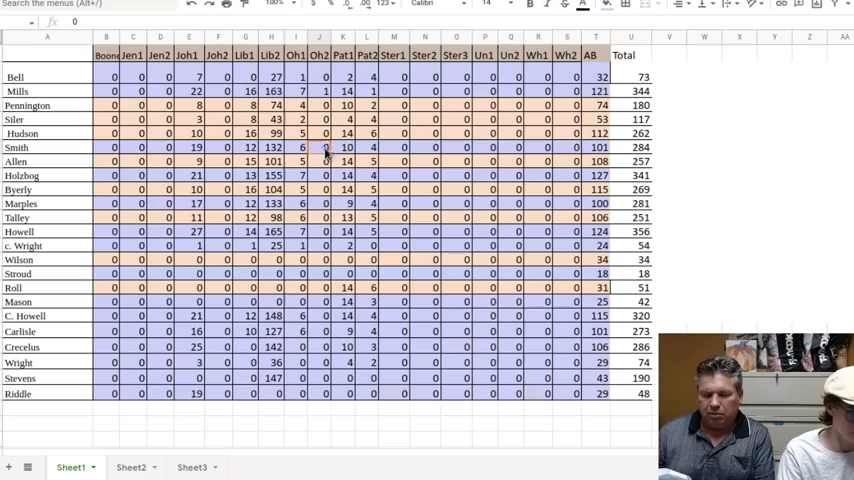 Search the menus (Alt+/)
100% $ % .0 .00 123 Calibri 14 B I S A
0
A B C D E F G H I J K L M N O P Q R S T U V W X Y Z AA
Boone Jen1 Jen2 Joh1 Joh2 Lib1 Lib2 Oh1 Oh2 Pat1 Pat2 Ster1 Ster2 Ster3 Un1 Un2 Wh1 Wh2 AB Total
Bell 0 0 0 7 0 0 27 1 0 2 4 0 0 0 0 0 0 0 32 73
Mills 0 0 0 22 0 16 163 7 1 14 1 0 0 0 0 0 0 0 121 344
Pennington 0 0 0 8 0 8 74 4 0 10 2 0 0 0 0 0 0 0 74 180
Siler 0 0 0 3 0 8 43 2 0 4 4 0 0 0 0 0 0 0 53 117
Hudson 0 0 0 10 0 16 99 5 0 14 6 0 0 0 0 0 0 0 112 262
Smith 0 0 0 19 0 12 132 6 0 10 4 0 0 0 0 0 0 0 101 284
Allen 0 0 0 9 0 15 101 5 0 14 5 0 0 0 0 0 0 0 108 257
Holzbog 0 0 0 21 0 13 155 7 0 14 4 0 0 0 0 0 0 0 127 341
Byerly 0 0 0 10 0 16 104 5 0 14 5 0 0 0 0 0 0 0 115 269
Marples 0 0 0 17 0 12 133 6 0 9 4 0 0 0 0 0 0 0 100 281
Talley 0 0 0 11 0 12 98 6 0 13 5 0 0 0 0 0 0 0 106 251
Howell 0 0 0 27 0 14 165 7 0 14 5 0 0 0 0 0 0 0 124 356
c. Wright 0 0 0 1 0 1 25 1 0 2 0 0 0 0 0 0 0 0 24 54
Wilson 0 0 0 0 0 0 0 0 0 0 0 0 0 0 0 0 0 0 34 34
Stroud 0 0 0 0 0 0 0 0 0 0 0 0 0 0 0 0 0 0 18 18
Roll 0 0 0 0 0 0 0 0 0 14 6 0 0 0 0 0 0 0 31 51
Mason 0 0 0 0 0 0 0 0 0 14 3 0 0 0 0 0 0 0 25 42
C. Howell 0 0 0 21 0 12 148 6 0 14 4 0 0 0 0 0 0 0 115 320
Carlisle 0 0 0 16 0 10 127 6 0 9 4 0 0 0 0 0 0 0 101 273
Crecelus 0 0 0 25 0 0 142 0 0 10 3 0 0 0 0 0 0 0 106 286
Wright 0 0 0 3 0 0 36 0 0 4 2 0 0 0 0 0 0 0 29 74
Stevens 0 0 0 0 0 0 147 0 0 0 0 0 0 0 0 0 0 0 43 190
Riddle 0 0 0 19 0 0 0 0 0 0 0 0 0 0 0 0 0 0 29 48
Sheet1 Sheet2 Sheet3